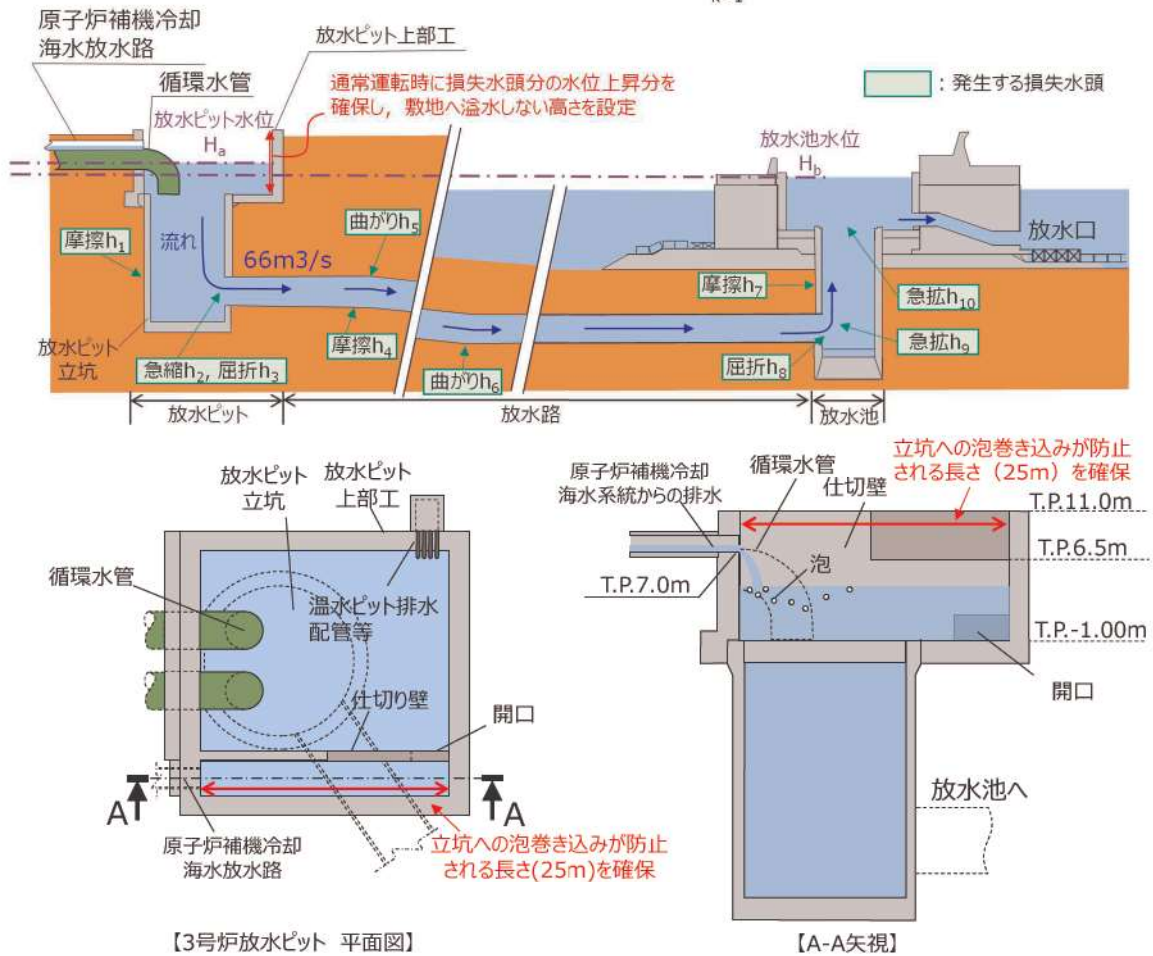 原子炉補機冷却
海水放水路
循環水管
放水ピット水位
Ha
放水ピット上部工
通常運転時に損失水頭分の水位上昇分を
確保し，敷地へ溢水しない高さを設定
：発生する損失水頭
放水池水位
Hb
摩擦h1
流れ
66m3/s
曲がりh5
放水口
摩擦h7
急拡h10
放水ピット
立坑
摩擦h4
急拡h9
急縮h2, 屈折h3
曲がりh6
屈折h8
放水ピット
放水路
放水池
放水ピット
立坑
放水ピット
上部工
循環水管
温水ピット排水
配管等
仕切り壁
開口
A
A
原子炉補機冷却
海水放水路
立坑への泡巻き込みが防止
される長さ(25m)を確保
【3号炉放水ピット 平面図】
立坑への泡巻き込みが防止
される長さ（25m）を確保
原子炉補機冷却
海水系統からの排水
循環水管
仕切壁
T.P.11.0m
T.P.6.5m
泡
T.P.7.0m
T.P.-1.00m
開口
放水池へ
【A-A矢視】